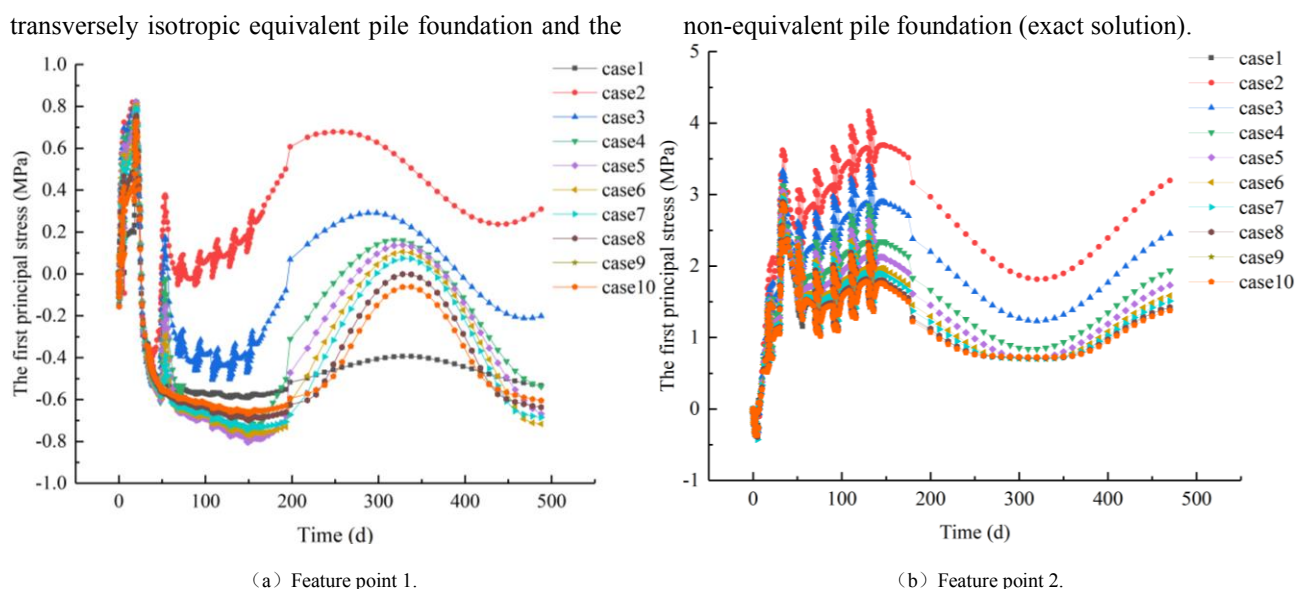 transversely isotropic equivalent pile foundation and the
non-equivalent pile foundation (exact solution).
1.0
0.8
0.6
0.4
0.2
0.0
-0.2
-0.4
-0.6
-0.8
-1.0
The first principal stress (MPa)
0
100
200
300
400
500
Time (d)
case1
case2
case3
case4
case5
case6
case7
case8
case9
case10
（a）Feature point 1.
5
4
3
2
1
0
-1
The first principal stress (MPa)
0
100
200
300
400
500
Time (d)
case1
case2
case3
case4
case5
case6
case7
case8
case9
case10
（b）Feature point 2.